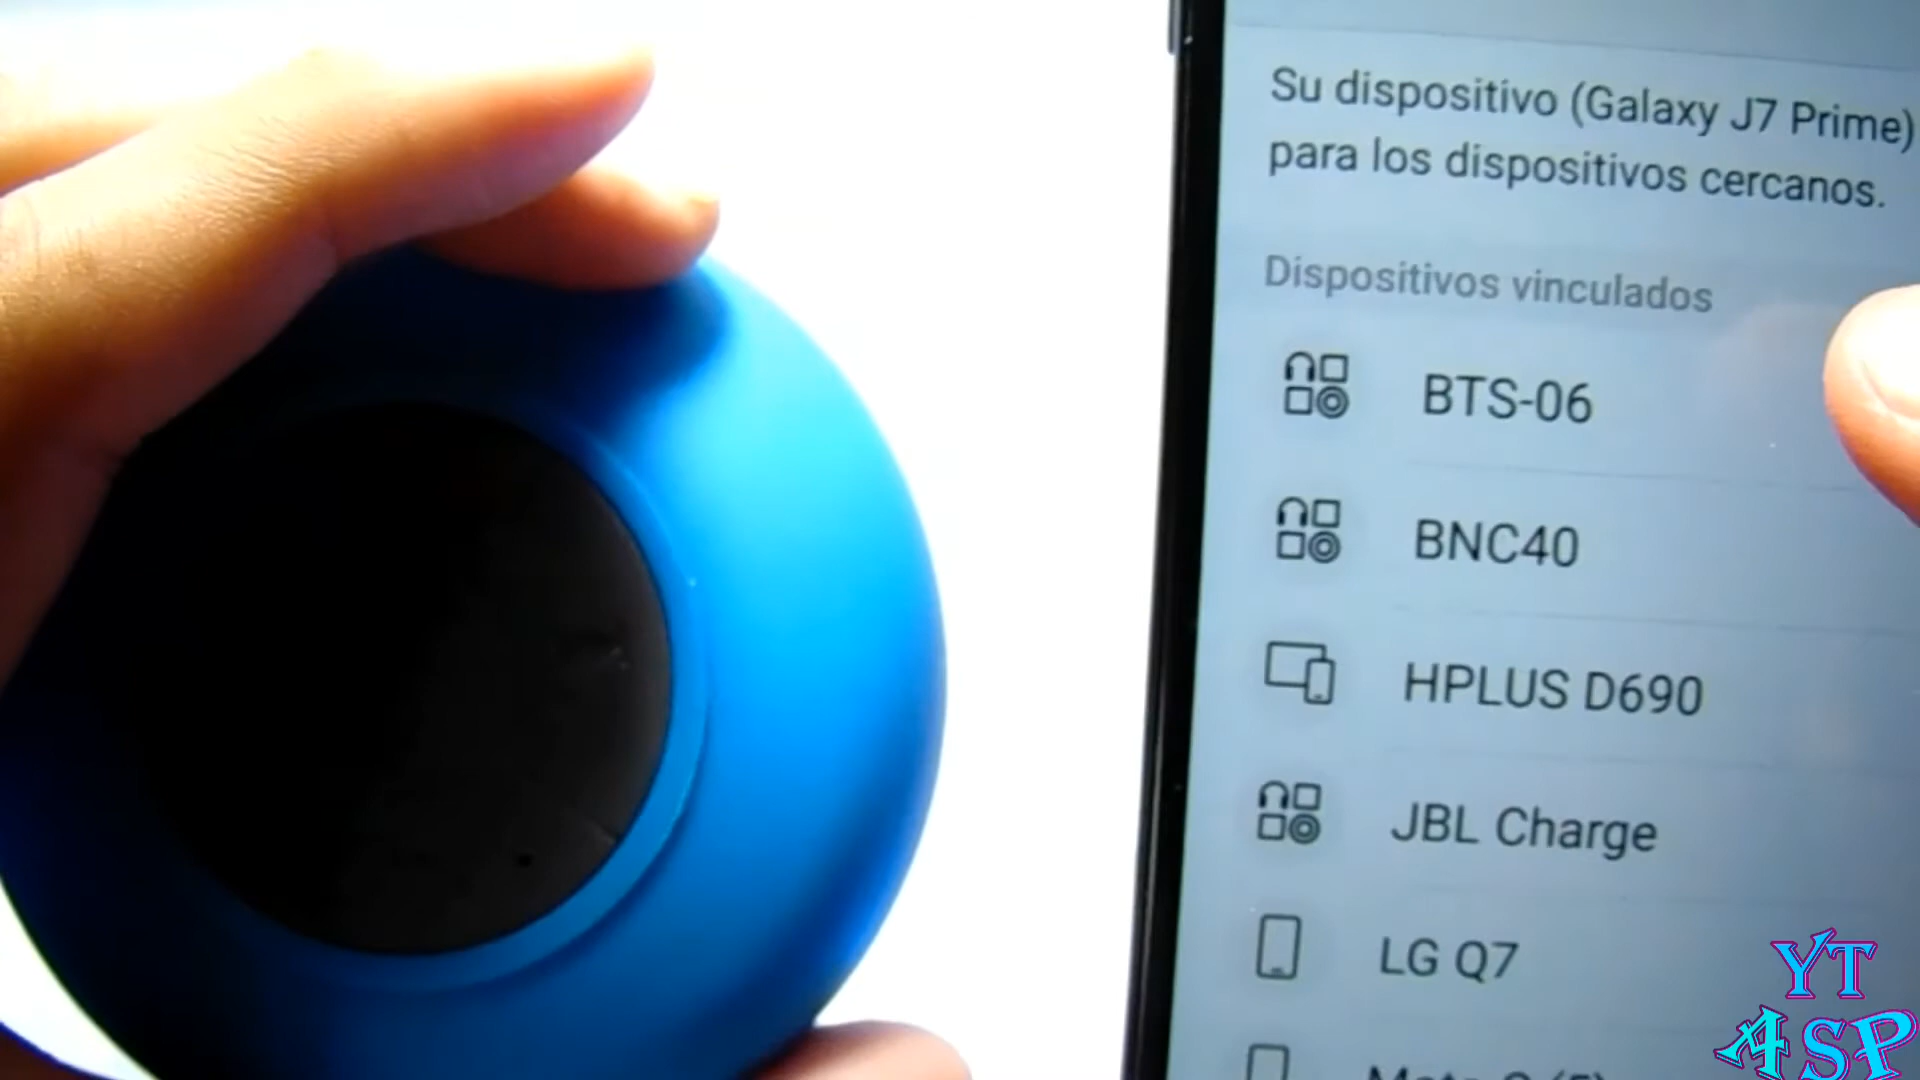 Su dispositivo (Galaxy J7 Prime)
para los dispositivos cercanos.
Dispositivos vinculados
BTS-06
BNC40
HPLUS D690
JBL Charge
LG Q7
YT
ASP